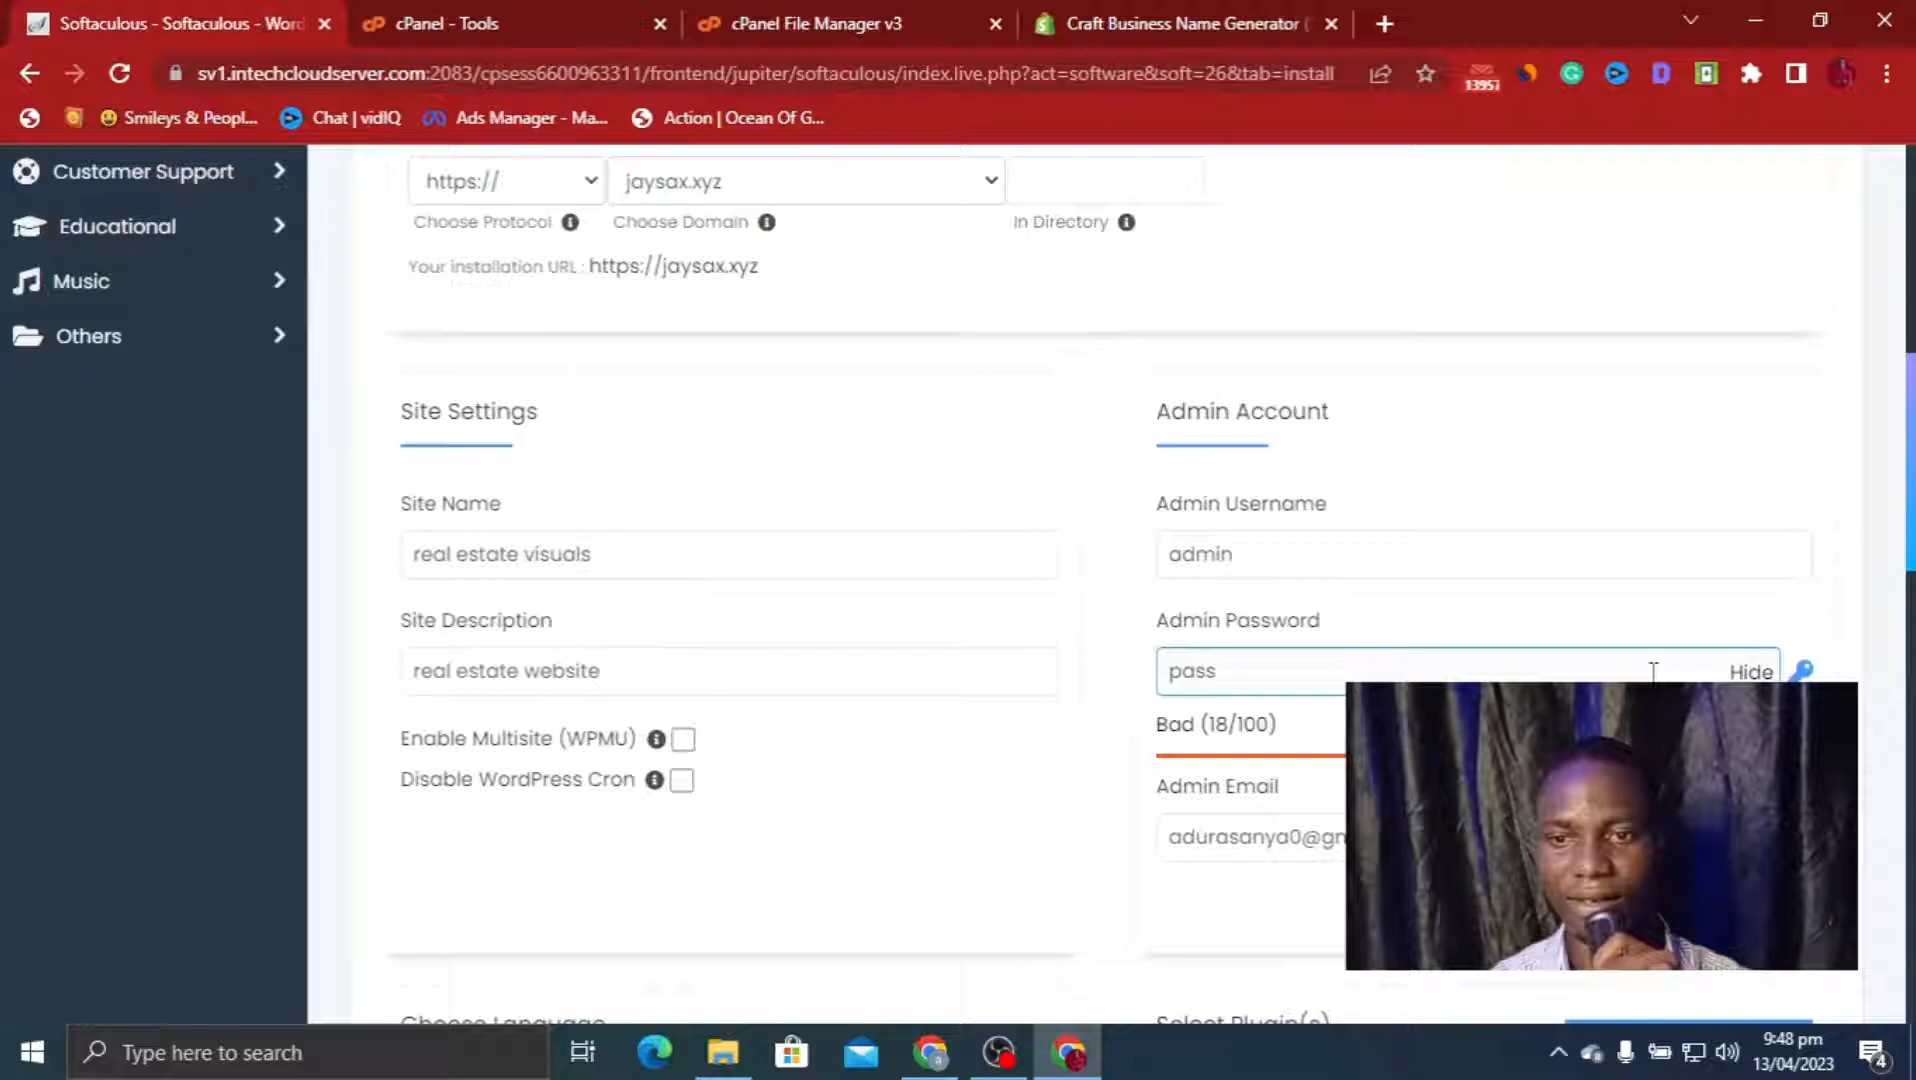 Softaculous - Softaculous - Word
cPanel - Tools
cPanel File Manager v3
Craft Business Name Generator (
sv1.intechcloudserver.com:2083/cpsess6600963311/frontend/jupiter/softaculous/index.live.php?act=software&soft=26&tab=install
13957
Smileys & Peopl...
Chat | vidIQ
Ads Manager - Ma...
Action | Ocean Of G...
Customer Support
Educational
Music
Others
https://
jaysax.xyz
Choose Protocol
Choose Domain
In Directory
Your installation URL : https://jaysax.xyz
Site Settings
Admin Account
Site Name
Admin Username
real estate visuals
admin
Site Description
Admin Password
real estate website
pass
Hide
Enable Multisite (WPMU)
Bad (18/100)
Disable WordPress Cron
Admin Email
adurasanya0@gm
Choose Language
Select Plugin(s)
Type here to search
9:48 pm
13/04/2023
4